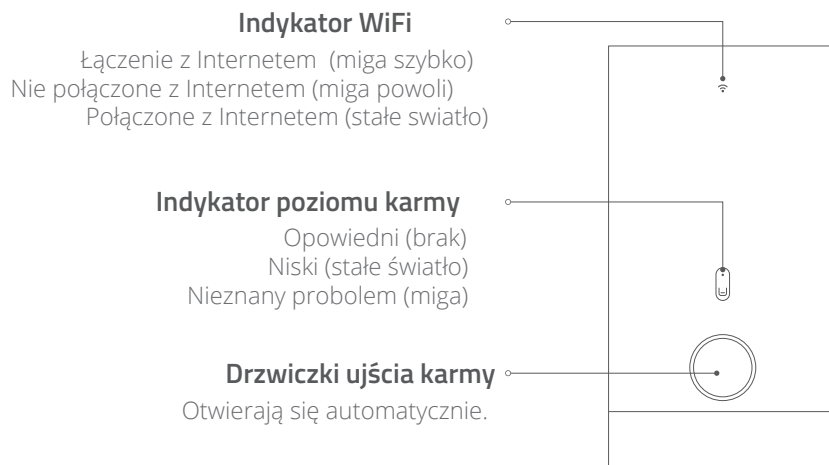 Indykator WiFi
Łączenie z Internetem (miga szybko)
Nie połączone z Internetem (miga powoli)
Połączone z Internetem (stałe swiatło)
Indykator poziomu karmy
Opowiedni (brak)
Niski (stałe światło)
Nieznany probolem (miga)
Drzwiczki ujścia karmy
Otwierają się automatycznie.